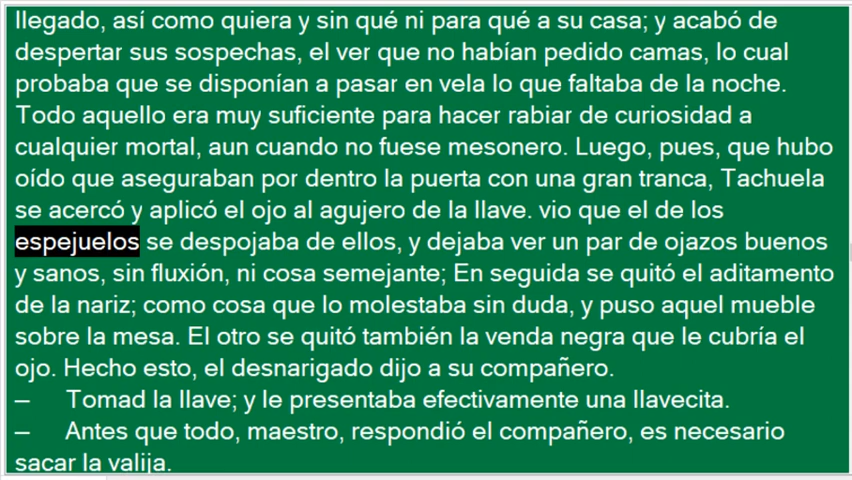 llegado, así como quiera y sin qué ni para qué a su casa; y acabó de
despertar sus sospechas, el ver que no habían pedido camas, lo cual
probaba que se disponían a pasar en vela lo que faltaba de la noche.
Todo aquello era muy suficiente para hacer rabiar de curiosidad a
cualquier mortal, aun cuando no fuese mesonero. Luego, pues, que hubo
oído que aseguraban por dentro la puerta con una gran tranca, Tachuela
se acercó y aplicó el ojo al agujero de la llave. vio que el de los
espejuelos se despojaba de ellos, y dejaba ver un par de ojazos buenos
y sanos, sin fluxión, ni cosa semejante; En seguida se quitó el aditamento
de la nariz; como cosa que lo molestaba sin duda, y puso aquel mueble
sobre la mesa. El otro se quitó también la venda negra que le cubría el
ojo. Hecho esto, el desnarigado dijo a su compañero.
– Tomad la llave; y le presentaba efectivamente una llavecita.
– Antes que todo, maestro, respondió el compañero, es necesario
sacar la valija.